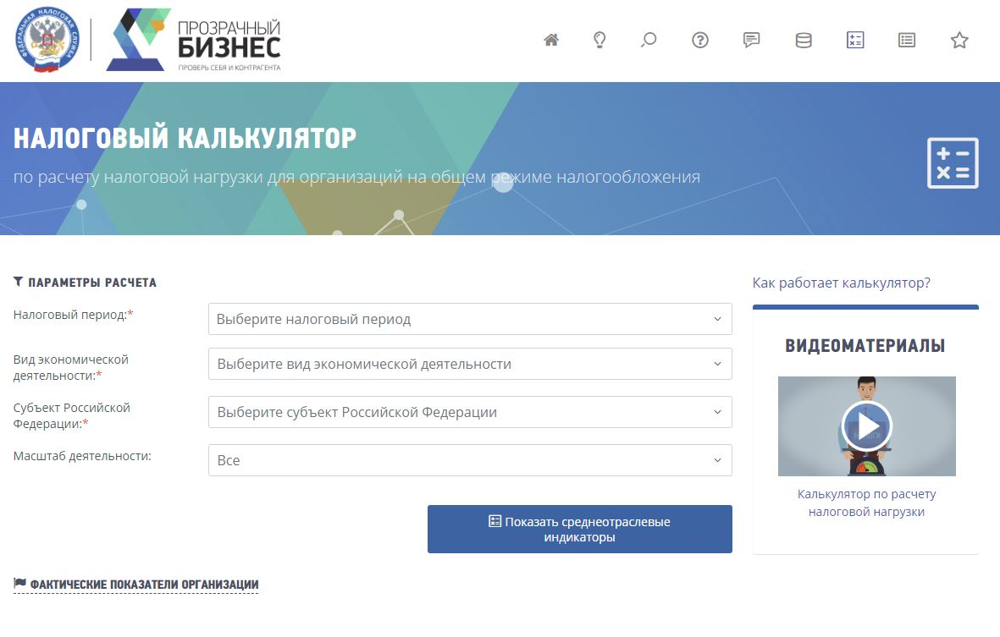 ФЕДЕРАЛЬНАЯ НАЛОГОВАЯ СЛУЖБА
ПРОЗРАЧНЫЙ
БИЗНЕС
ПРОВЕРЬ СЕБЯ И КОНТРАГЕНТА
НАЛОГОВЫЙ КАЛЬКУЛЯТОР
по расчету налоговой нагрузки для организаций на общем режиме налогообложения
ПАРАМЕТРЫ РАСЧЕТА
Налоговый период:*
Выберите налоговый период
Вид экономической
деятельности:*
Выберите вид экономической деятельности
Субъект Российской
Федерации:*
Выберите субъект Российской Федерации
Масштаб деятельности:
Все
Показать среднеотраслевые
индикаторы
ФАКТИЧЕСКИЕ ПОКАЗАТЕЛИ ОРГАНИЗАЦИИ
Как работает калькулятор?
ВИДЕОМАТЕРИАЛЫ
Калькулятор по расчету
налоговой нагрузки